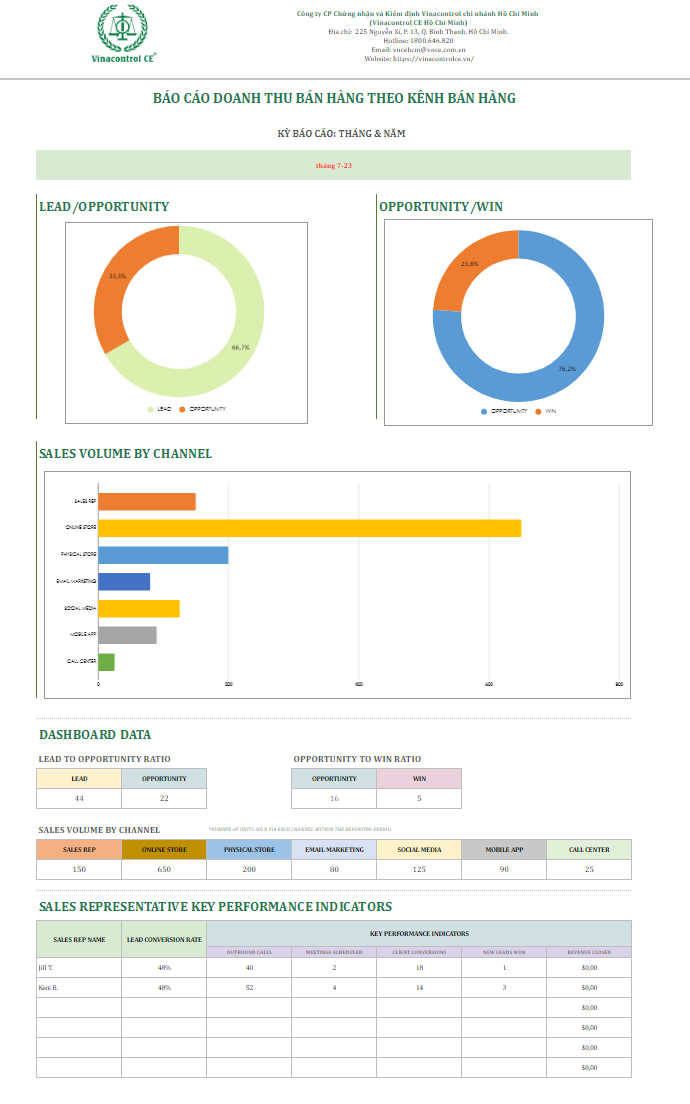 Vinacontrol CE®
Công ty CP Chứng nhận và Kiểm định Vinacontrol chi nhánh Hồ Chí Minh
(Vinacontrol CE Hồ Chí Minh)
Địa chỉ: 225 Nguyễn Xí, P. 13, Q. Bình Thạnh, Hồ Chí Minh.
Hotline: 1800.646.820
Email: vncehcm@vnce.com.vn
Website: https://vinacontrolce.vn/
BÁO CÁO DOANH THU BÁN HÀNG THEO KÊNH BÁN HÀNG
KỲ BÁO CÁO: THÁNG & NĂM
tháng 7-23
LEAD/OPPORTUNITY
33,3%
66,7%
LEAD OPPORTUNITY
OPPORTUNITY/WIN
23,8%
76,2%
OPPORTUNITY WIN
SALES VOLUME BY CHANNEL
SALES REP
ONLINE STORE
PHYSICAL STORE
EMAIL MARKETING
SOCIAL MEDIA
MOBILE APP
CALL CENTER
0 200 400 600 800
DASHBOARD DATA
LEAD TO OPPORTUNITY RATIO
LEAD OPPORTUNITY
44 22
OPPORTUNITY TO WIN RATIO
OPPORTUNITY WIN
16 5
SALES VOLUME BY CHANNEL *NUMBER OF UNITS SOLD VIA EACH CHANNEL WITHIN THE REPORTING PERIOD
SALES REP ONLINE STORE PHYSICAL STORE EMAIL MARKETING SOCIAL MEDIA MOBILE APP CALL CENTER
150 650 200 80 125 90 25
SALES REPRESENTATIVE KEY PERFORMANCE INDICATORS
SALES REP NAME LEAD CONVERSION RATE KEY PERFORMANCE INDICATORS
OUTBOUND CALLS MEETINGS SCHEDULED CLIENT CONVERSIONS NEW LEADS WON REVENUE CLOSED
Jill T. 48% 40 2 18 1 $0,00
Kent B. 48% 52 4 14 3 $0,00
$0,00
$0,00
$0,00
$0,00